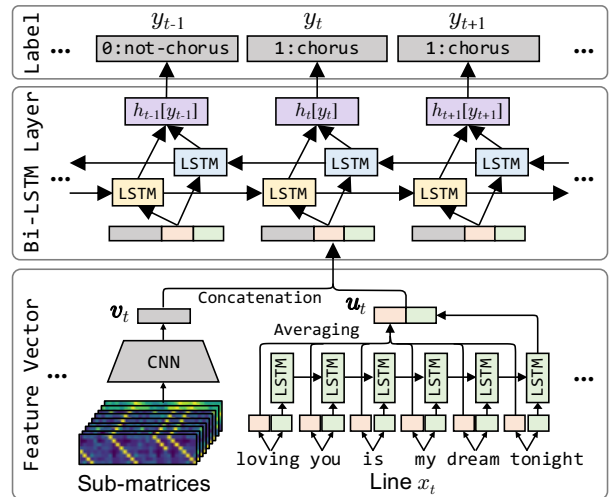 Label
y_{t-1} y_t y_{t+1}
... 0:not-chorus 1:chorus 1:chorus ...
Bi-LSTM Layer
h_{t-1}[y_{t-1}] h_t[y_t] h_{t+1}[y_{t+1}]
LSTM LSTM LSTM
... ...
LSTM LSTM LSTM
Feature Vector
Concatenation
v_t u_t
Averaging
CNN
LSTM LSTM LSTM LSTM LSTM LSTM
... ...
loving you is my dream tonight
Sub-matrices Line x_t